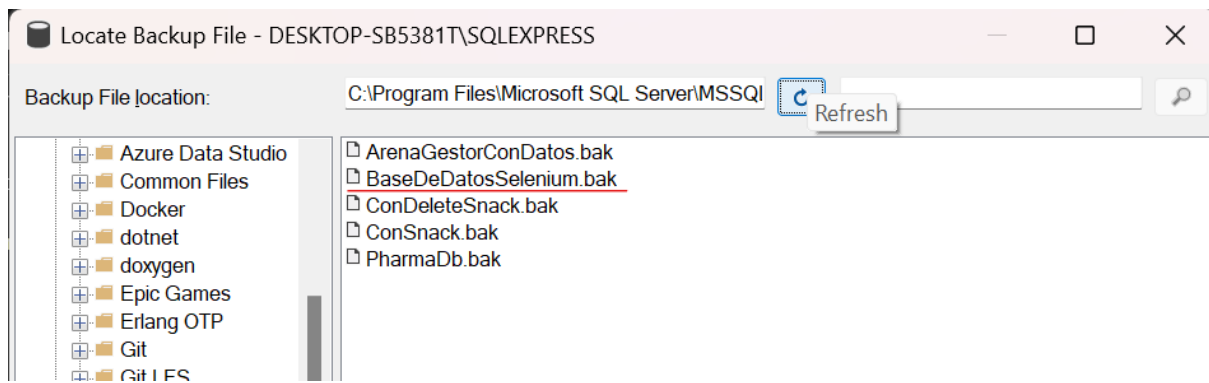 Locate Backup File - DESKTOP-SB5381T\SQLEXPRESS
Backup File location:
C:\Program Files\Microsoft SQL Server\MSSQl
Refresh
Azure Data Studio
Common Files
Docker
dotnet
doxygen
Epic Games
Erlang OTP
Git
Git LFS
ArenaGestorConDatos.bak
BaseDeDatosSelenium.bak
ConDeleteSnack.bak
ConSnack.bak
PharmaDb.bak